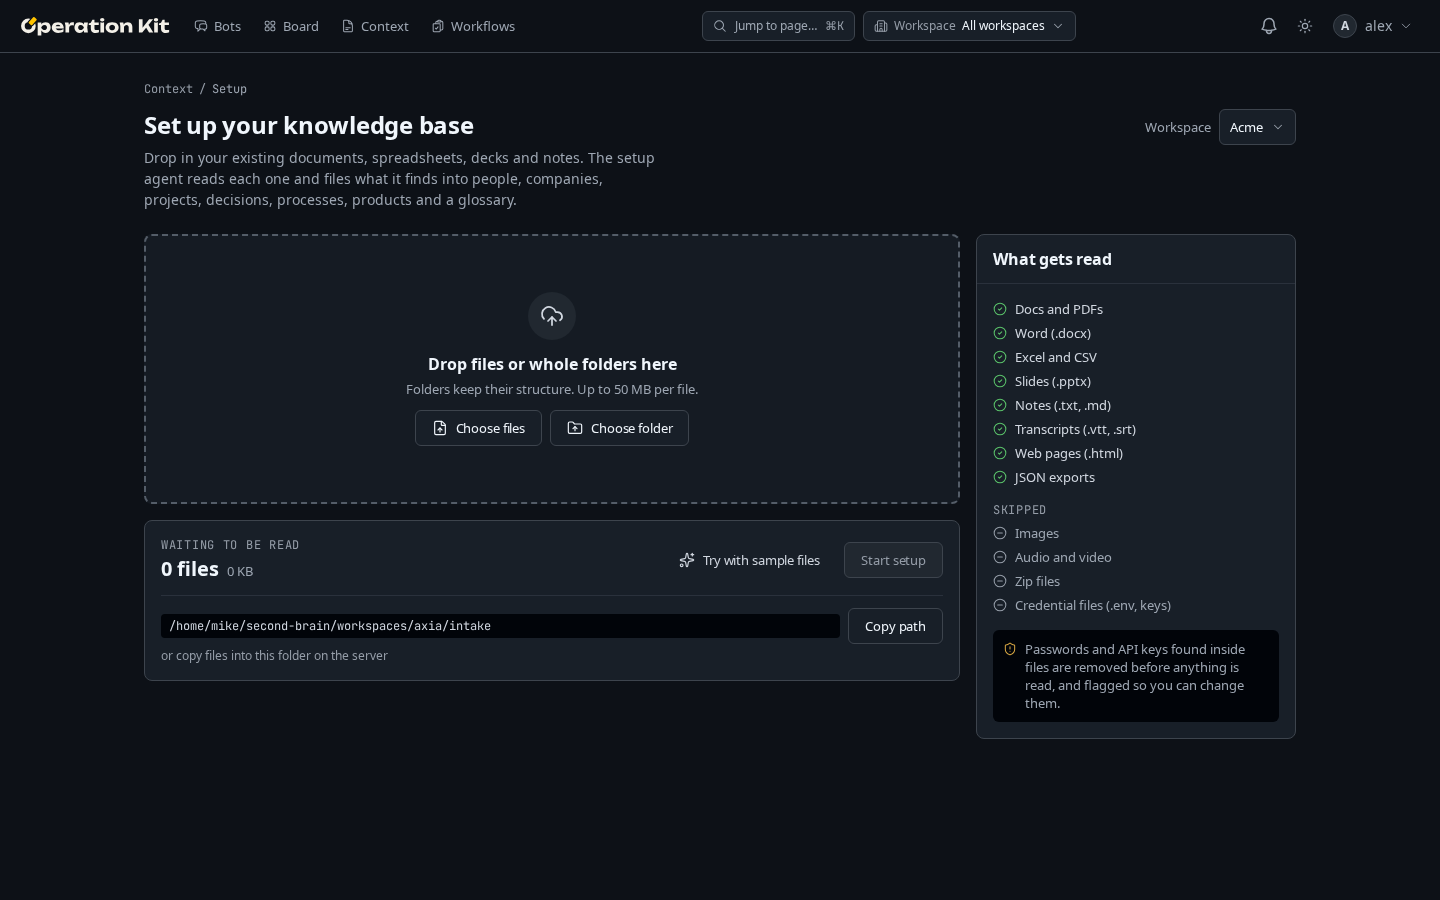 Operation Kit
Bots
Board
Context
Workflows
Jump to page... ⌘K
Workspace All workspaces
A alex
Context / Setup
Set up your knowledge base
Workspace Acme
Drop in your existing documents, spreadsheets, decks and notes. The setup
agent reads each one and files what it finds into people, companies,
projects, decisions, processes, products and a glossary.
Drop files or whole folders here
Folders keep their structure. Up to 50 MB per file.
Choose files
Choose folder
WAITING TO BE READ
0 files 0 KB
Try with sample files
Start setup
/home/mike/second-brain/workspaces/axia/intake
Copy path
or copy files into this folder on the server
What gets read
Docs and PDFs
Word (.docx)
Excel and CSV
Slides (.pptx)
Notes (.txt, .md)
Transcripts (.vtt, .srt)
Web pages (.html)
JSON exports
SKIPPED
Images
Audio and video
Zip files
Credential files (.env, keys)
Passwords and API keys found inside
files are removed before anything is
read, and flagged so you can change
them.